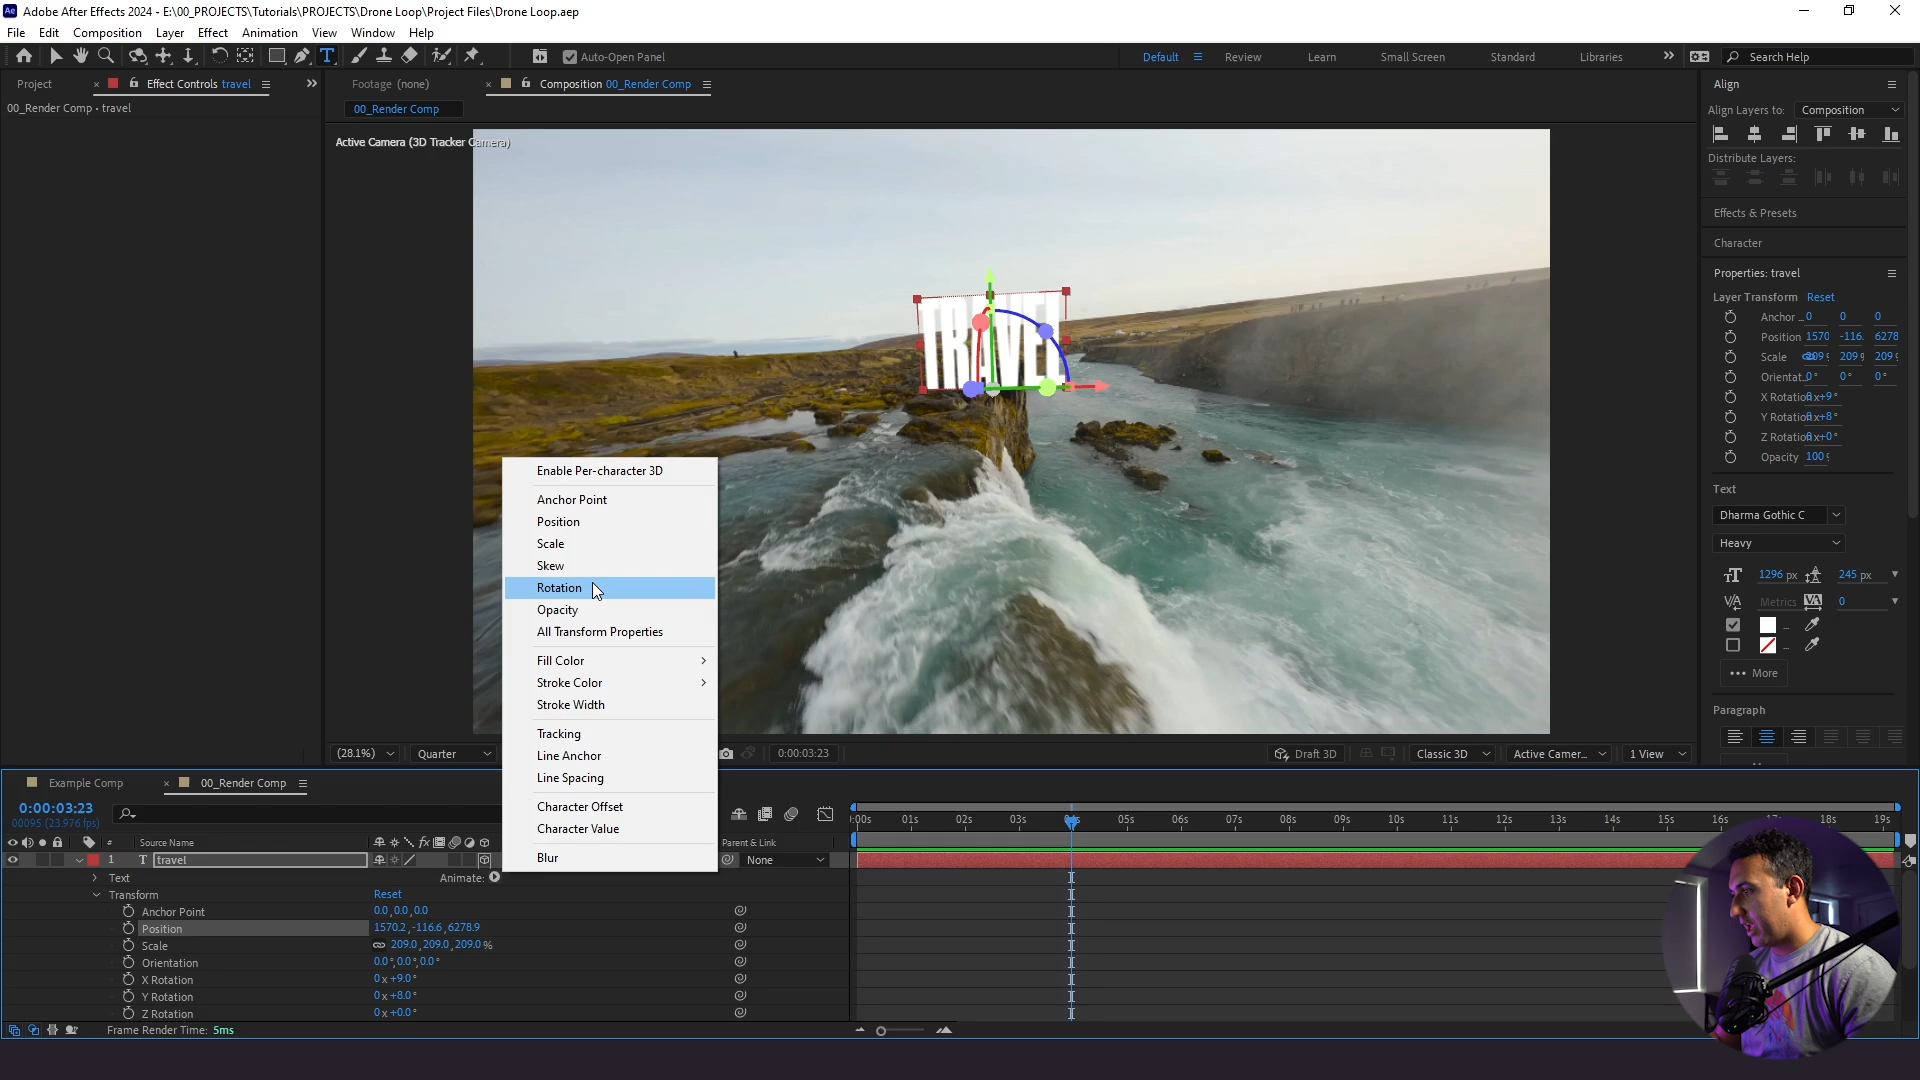 Adobe After Effects 2024 - E:\00_PROJECTS\Tutorials\PROJECTS\Drone Loop\Project Files\Drone Loop.aep
File Edit Composition Layer Effect Animation View Window Help
Auto-Open Panel
Default Review Learn Small Screen Standard Libraries Search Help
Project Effect Controls travel Footage (none) Composition 00_Render Comp
00_Render Comp • travel
00_Render Comp
Active Camera (3D Tracker Camera)
TRAVEL
Align
Align Layers to: Composition
Distribute Layers:
Effects & Presets
Character
Properties: travel
Layer Transform Reset
Anchor .. 0 0 0
Position 1570 -116. 6278
Scale 209 209 209
Orientat.. 0° 0° 0°
X Rotation 0x+9°
Y Rotation 0x+8°
Z Rotation 0x+0°
Opacity 100
Text
Dharma Gothic C
Heavy
1296 px 245 px
Metrics 0
More
Paragraph
Enable Per-character 3D
Anchor Point
Position
Scale
Skew
Rotation
Opacity
All Transform Properties
Fill Color
Stroke Color
Stroke Width
Tracking
Line Anchor
Line Spacing
Character Offset
Character Value
Blur
(28.1%) Quarter 0:00:03:23 Draft 3D Classic 3D Active Camer... 1 View
Example Comp 00_Render Comp
0:00:03:23
00095 (23.976 fps)
:00s 01s 02s 03s 04s 05s 06s 07s 08s 09s 10s 11s 12s 13s 14s 15s 16s 17s 18s 19s
# Source Name Parent & Link
1 T travel None
Text Animate:
Transform Reset
Anchor Point 0.0,0.0,0.0
Position 1570.2,-116.6,6278.9
Scale 209.0,209.0,209.0%
Orientation 0.0°,0.0°,0.0°
X Rotation 0x+9.0°
Y Rotation 0x+8.0°
Z Rotation 0x+0.0°
Frame Render Time: 5ms